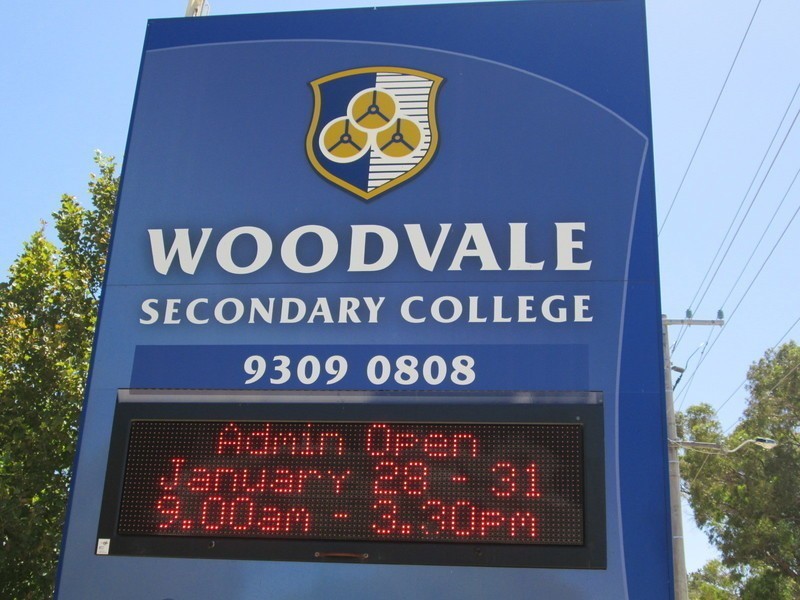 WOODVALE
SECONDARY COLLEGE
9309 0808
Admin Open
January 28 - 31
9.00am - 3.30pm